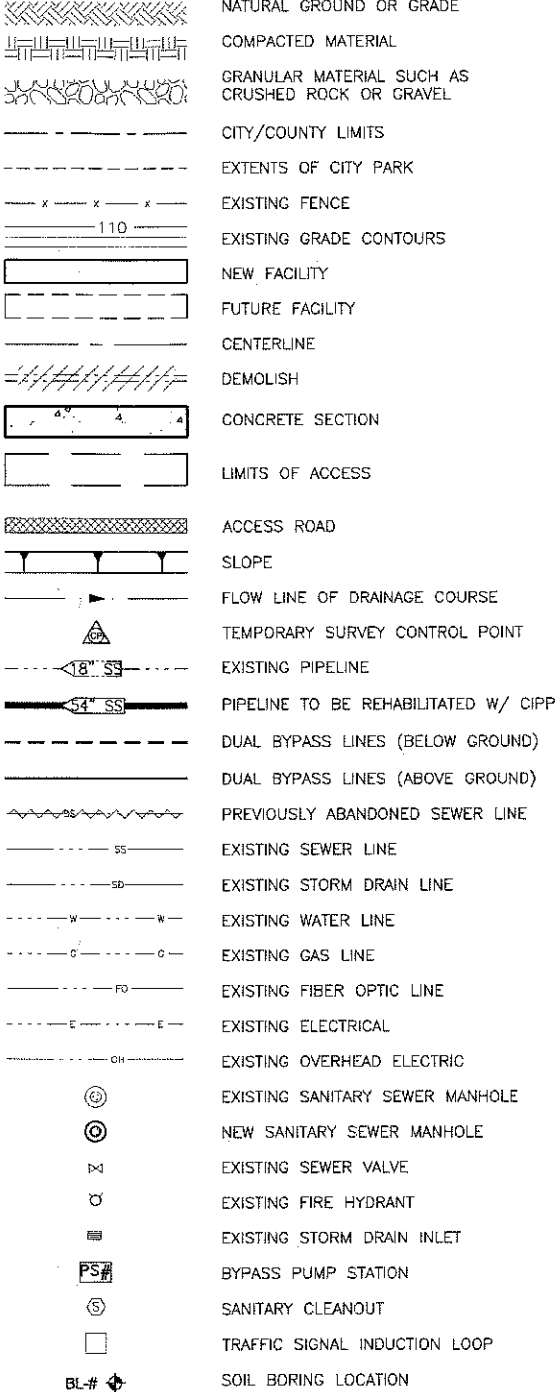 NATURAL GROUND OR GRADE
COMPACTED MATERIAL
GRANULAR MATERIAL SUCH AS
CRUSHED ROCK OR GRAVEL
CITY/COUNTY LIMITS
EXTENTS OF CITY PARK
x x x EXISTING FENCE
110 EXISTING GRADE CONTOURS
NEW FACILITY
FUTURE FACILITY
CENTERLINE
DEMOLISH
CONCRETE SECTION
LIMITS OF ACCESS
ACCESS ROAD
SLOPE
FLOW LINE OF DRAINAGE COURSE
CP TEMPORARY SURVEY CONTROL POINT
18" SS EXISTING PIPELINE
54" SS PIPELINE TO BE REHABILITATED W/ CIPP
DUAL BYPASS LINES (BELOW GROUND)
DUAL BYPASS LINES (ABOVE GROUND)
PREVIOUSLY ABANDONED SEWER LINE
SS EXISTING SEWER LINE
SD EXISTING STORM DRAIN LINE
W W EXISTING WATER LINE
G G EXISTING GAS LINE
FO EXISTING FIBER OPTIC LINE
E E EXISTING ELECTRICAL
OH EXISTING OVERHEAD ELECTRIC
EXISTING SANITARY SEWER MANHOLE
NEW SANITARY SEWER MANHOLE
EXISTING SEWER VALVE
EXISTING FIRE HYDRANT
EXISTING STORM DRAIN INLET
PS# BYPASS PUMP STATION
S SANITARY CLEANOUT
TRAFFIC SIGNAL INDUCTION LOOP
BL-# SOIL BORING LOCATION